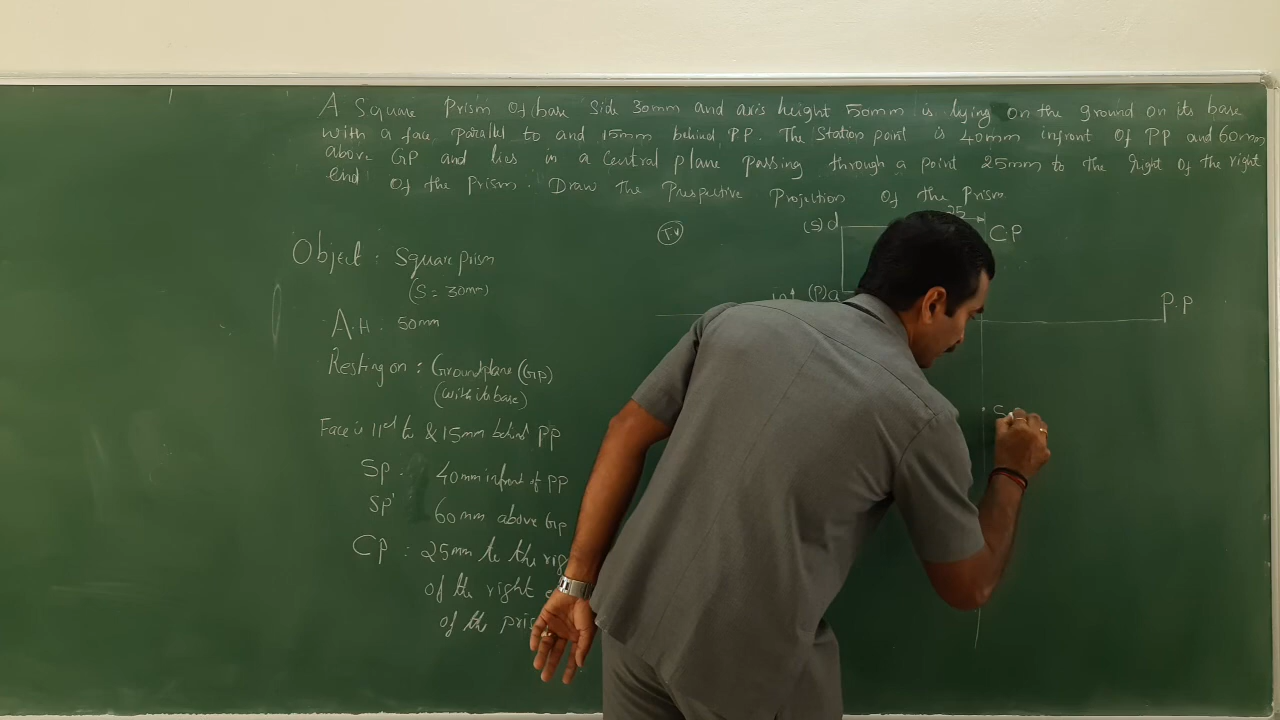 A Square Prism Of base Side 30mm and axis height 50mm is lying on the ground on its base
with a face parallel to and 15mm behind PP. The Station point is 40mm infront Of PP and 60mm
above GP and lies in a Central plane Passing through a point 25mm to the Right Of the right
end Of the Prism. Draw The Prespective Projection Of the Prism
25
(T.V)
(S) d
C.P
Object : Square prism
(S = 30mm)
(P) a
P.P
A.H. 50mm
Resting on : Ground plane (GP)
(with its base)
S
Face is 11el to & 15mm behind PP
SP. 40mm infront of PP
SP' 60mm above GP
CP : 25mm to the
of the right
of the